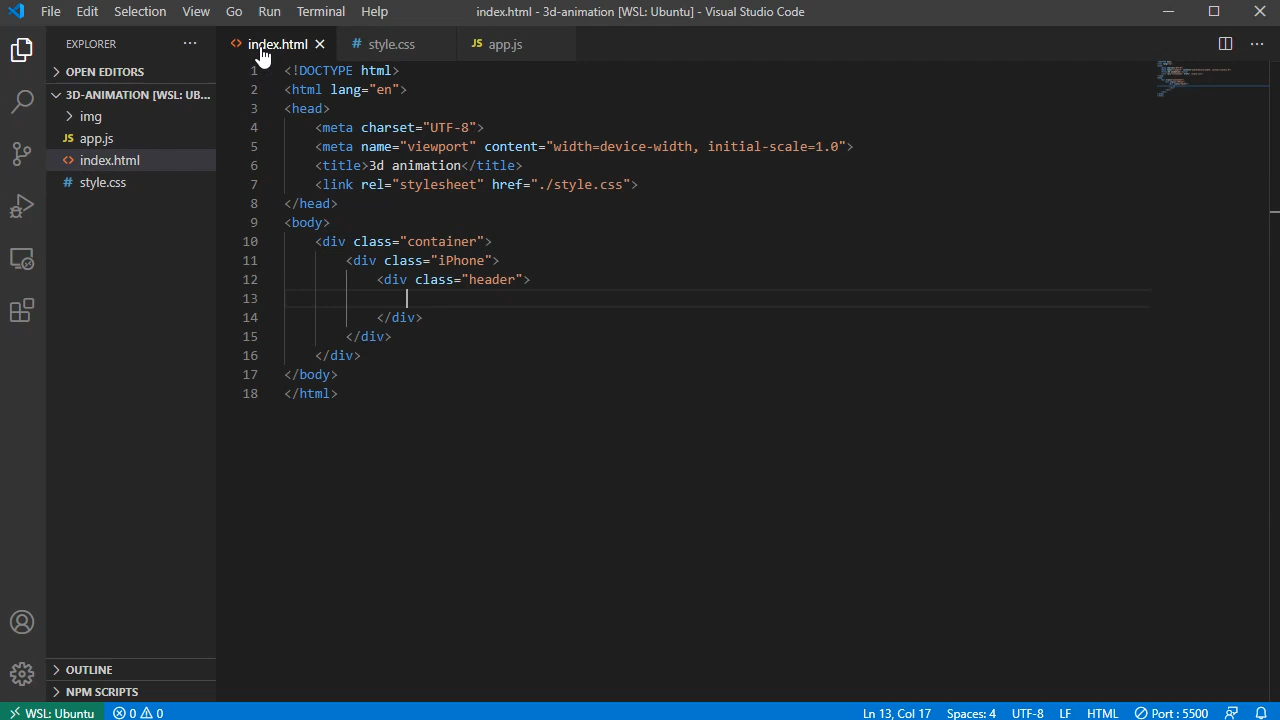 File Edit Selection View Go Run Terminal Help index.html - 3d-animation [WSL: Ubuntu] - Visual Studio Code
EXPLORER ···
<> index.html × # style.css JS app.js ···
OPEN EDITORS
3D-ANIMATION [WSL: UB...
img
JS app.js
<> index.html
# style.css
OUTLINE
NPM SCRIPTS
1 <!DOCTYPE html>
2 <html lang="en">
3 <head>
4 <meta charset="UTF-8">
5 <meta name="viewport" content="width=device-width, initial-scale=1.0">
6 <title>3d animation</title>
7 <link rel="stylesheet" href="./style.css">
8 </head>
9 <body>
10 <div class="container">
11 <div class="iPhone">
12 <div class="header">
13
14 </div>
15 </div>
16 </div>
17 </body>
18 </html>
WSL: Ubuntu 0 0 Ln 13, Col 17 Spaces: 4 UTF-8 LF HTML Port : 5500